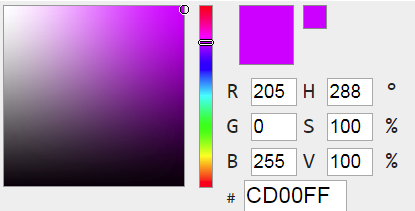 R 205 H 288 °
G 0 S 100 %
B 255 V 100 %
# CD00FF